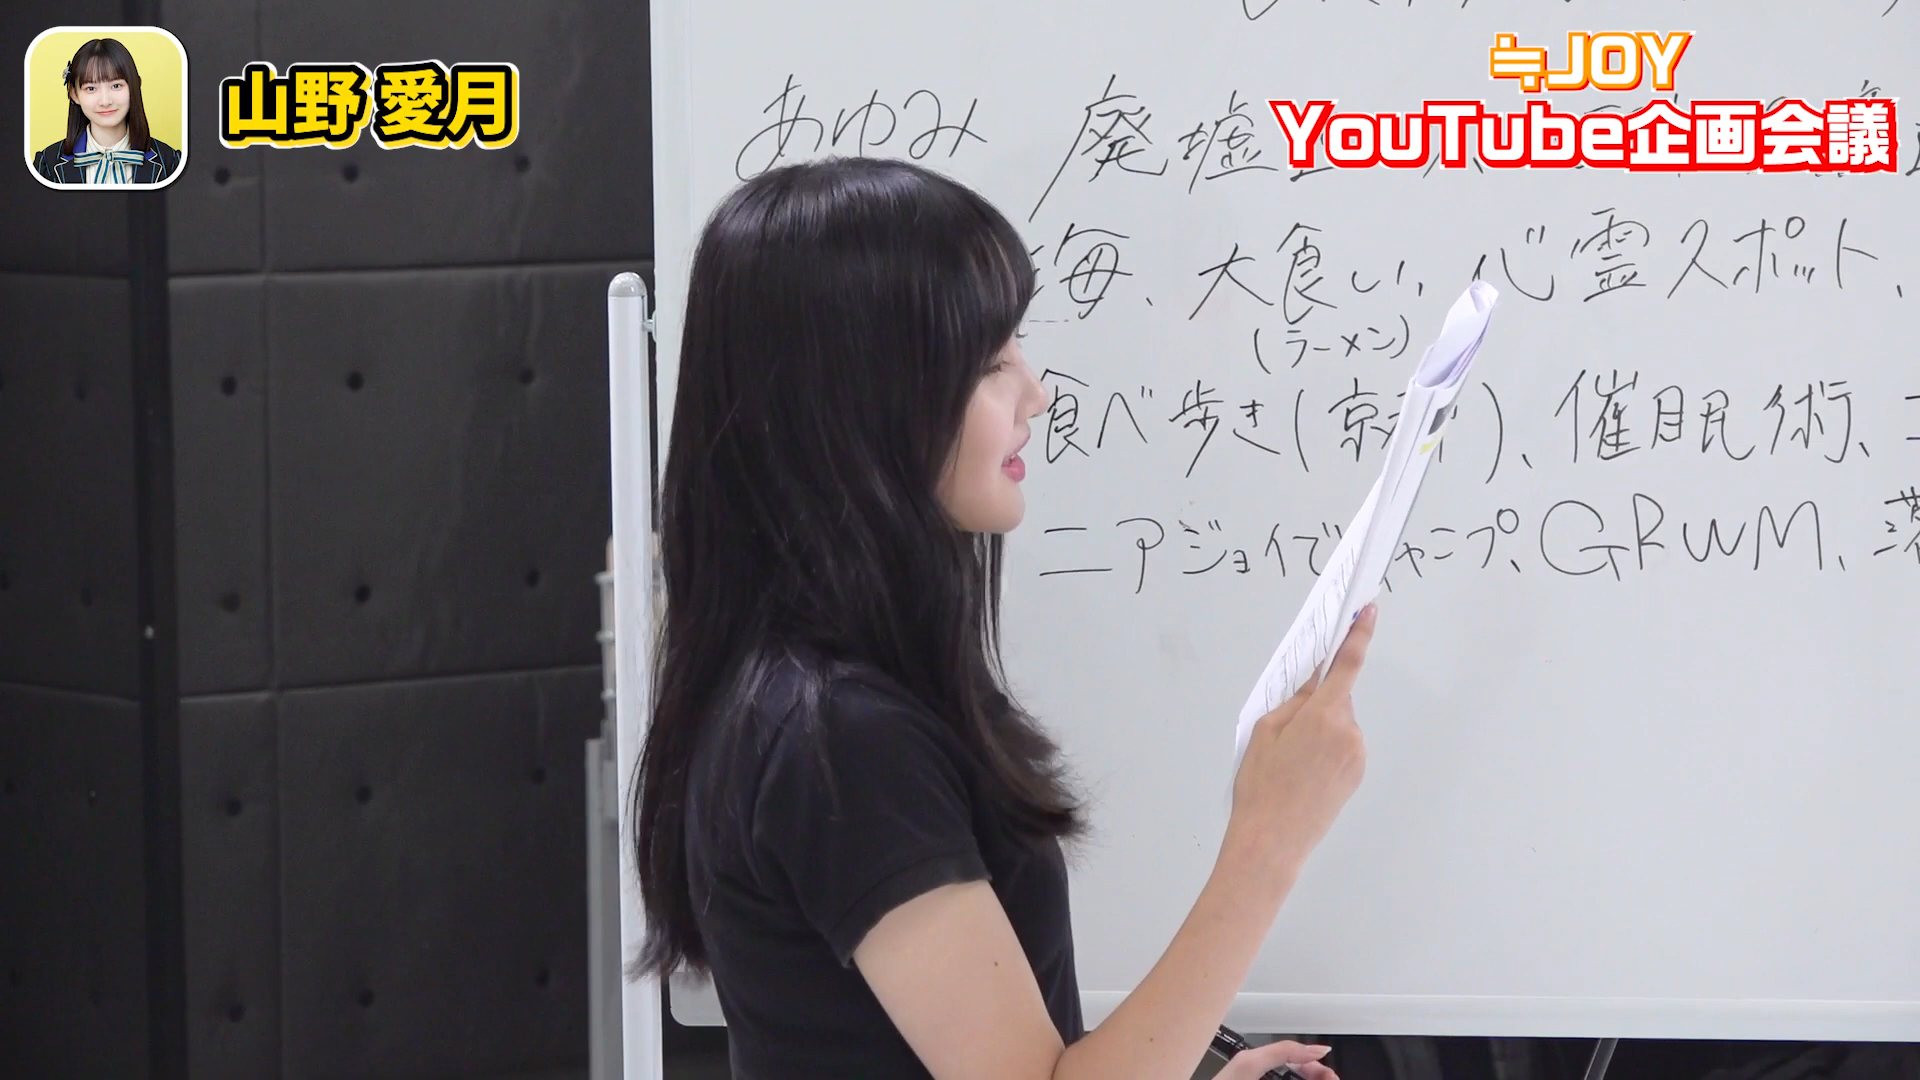 山野 愛月
≒JOY
YouTube企画会議
あゆみ 廃墟
海、大食い、心霊スポット、
(ラーメン)
食べ歩き(京都)、催眠術、
ニアジョイでキャンプ、GRWM、